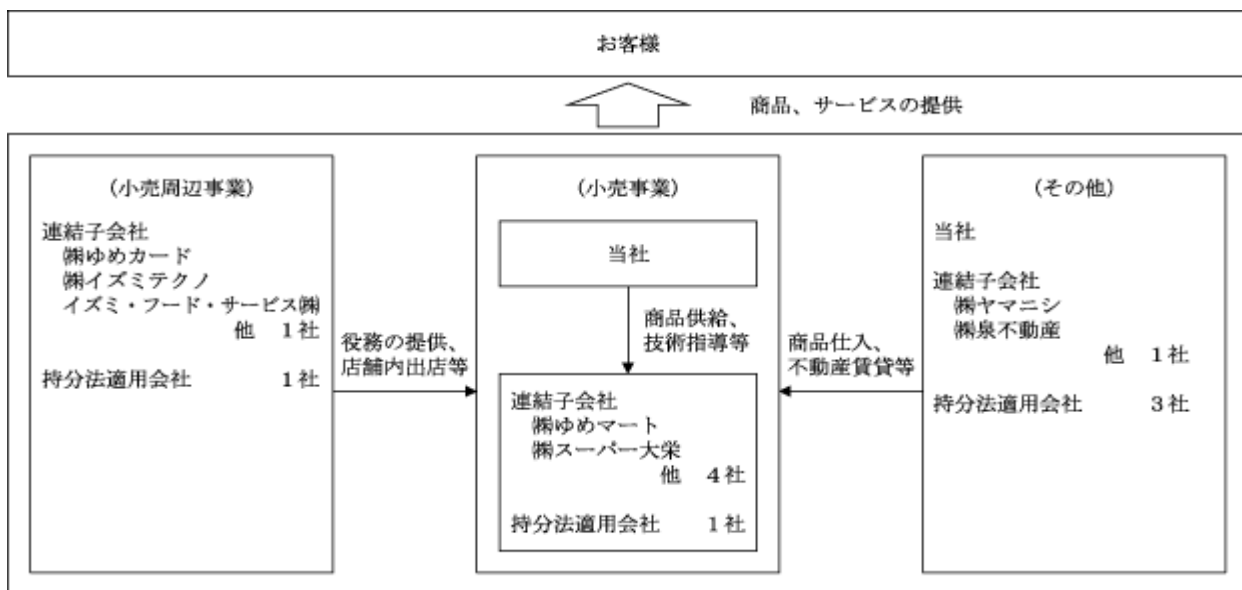 お客様
商品、サービスの提供
(小売周辺事業)
連結子会社
㈱ゆめカード
㈱イズミテクノ
イズミ・フード・サービス㈱
他 1社
持分法適用会社 1社
役務の提供、
店舗内出店等
(小売事業)
当社
商品供給、
技術指導等
連結子会社
㈱ゆめマート
㈱スーパー大栄
他 4社
持分法適用会社 1社
商品仕入、
不動産賃貸等
(その他)
当社
連結子会社
㈱ヤマニシ
㈱泉不動産
他 1社
持分法適用会社 3社